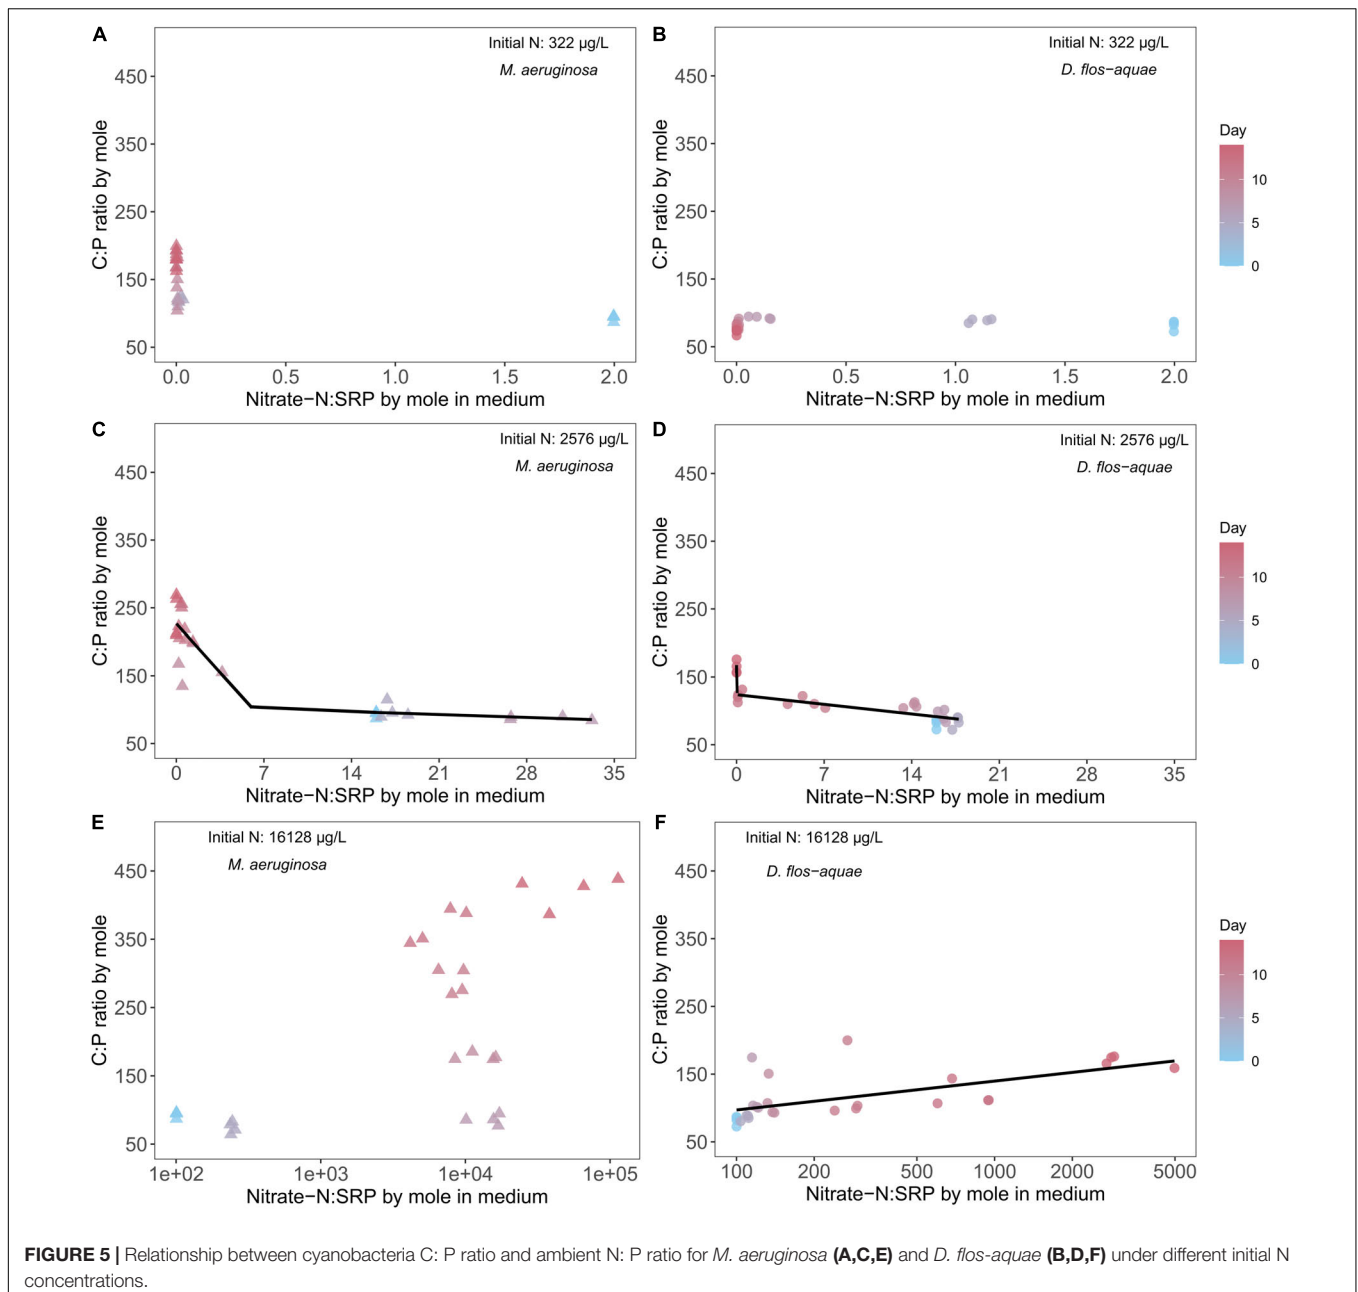 A
Initial N: 322 µg/L
M. aeruginosa
450
350
250
150
50
C:P ratio by mole
0.0 0.5 1.0 1.5 2.0
Nitrate−N:SRP by mole in medium
B
Initial N: 322 µg/L
D. flos−aquae
450
350
250
150
50
C:P ratio by mole
0.0 0.5 1.0 1.5 2.0
Nitrate−N:SRP by mole in medium
Day
10
5
0
C
Initial N: 2576 µg/L
M. aeruginosa
450
350
250
150
50
C:P ratio by mole
0 7 14 21 28 35
Nitrate−N:SRP by mole in medium
D
Initial N: 2576 µg/L
D. flos−aquae
450
350
250
150
50
C:P ratio by mole
0 7 14 21 28 35
Nitrate−N:SRP by mole in medium
Day
10
5
0
E
Initial N: 16128 µg/L
M. aeruginosa
450
350
250
150
50
C:P ratio by mole
1e+02 1e+03 1e+04 1e+05
Nitrate−N:SRP by mole in medium
F
Initial N: 16128 µg/L
D. flos−aquae
450
350
250
150
50
C:P ratio by mole
100 200 500 1000 2000 5000
Nitrate−N:SRP by mole in medium
Day
10
5
0
FIGURE 5 | Relationship between cyanobacteria C: P ratio and ambient N: P ratio for M. aeruginosa (A,C,E) and D. flos-aquae (B,D,F) under different initial N
concentrations.